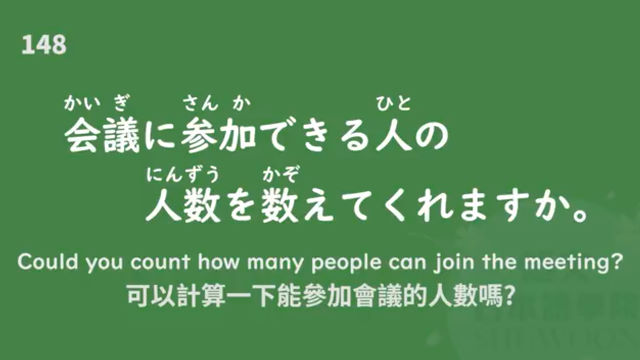 148
かい ぎ さん か ひと
会議に参加できる人の
にんずう かぞ
人数を数えてくれますか。
Could you count how many people can join the meeting?
可以計算一下能參加會議的人數嗎?